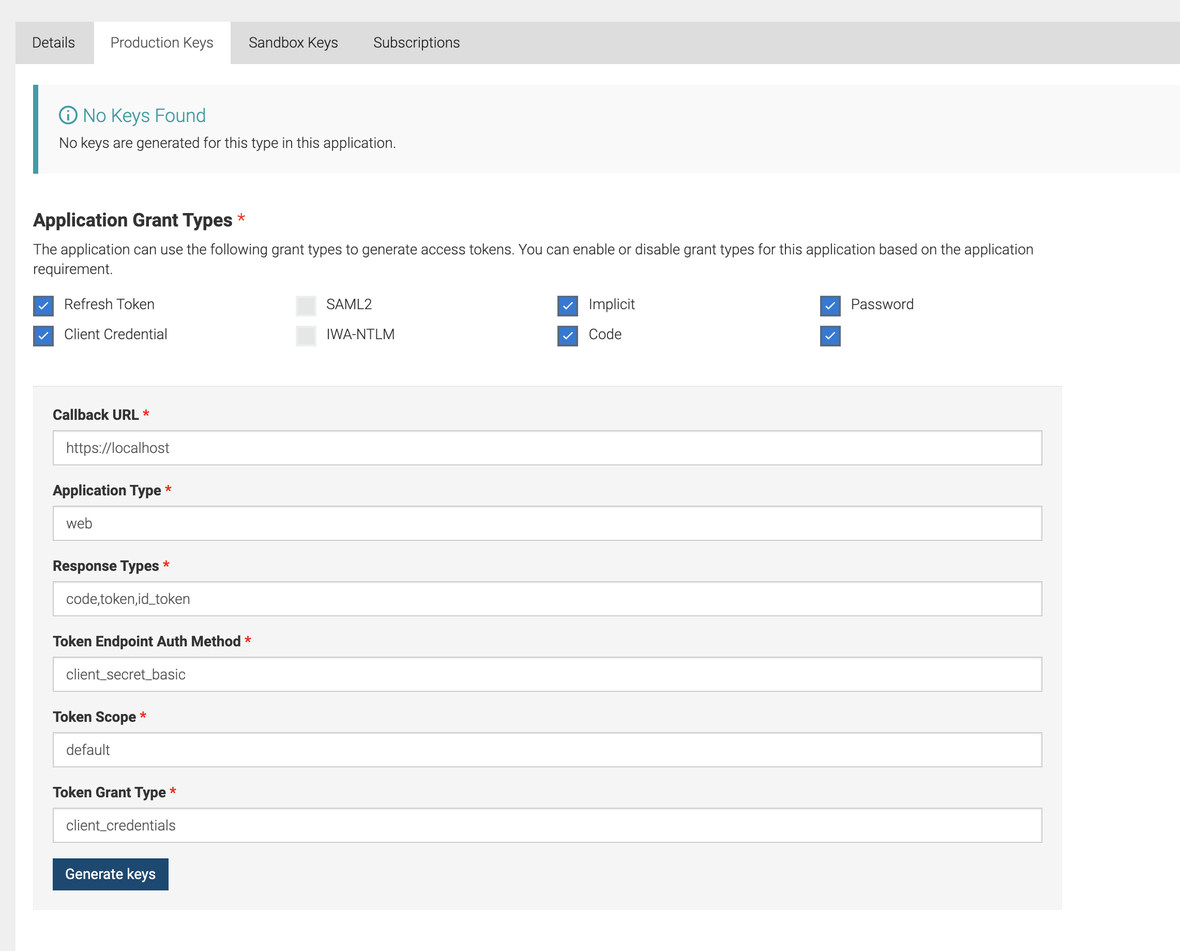 Details
Production Keys
Sandbox Keys
Subscriptions
No Keys Found
No keys are generated for this type in this application.
Application Grant Types *
The application can use the following grant types to generate access tokens. You can enable or disable grant types for this application based on the application
requirement.
Refresh Token
SAML2
Implicit
Password
Client Credential
IWA-NTLM
Code
Callback URL *
https://localhost
Application Type *
web
Response Types *
code,token,id_token
Token Endpoint Auth Method *
client_secret_basic
Token Scope *
default
Token Grant Type *
client_credentials
Generate keys